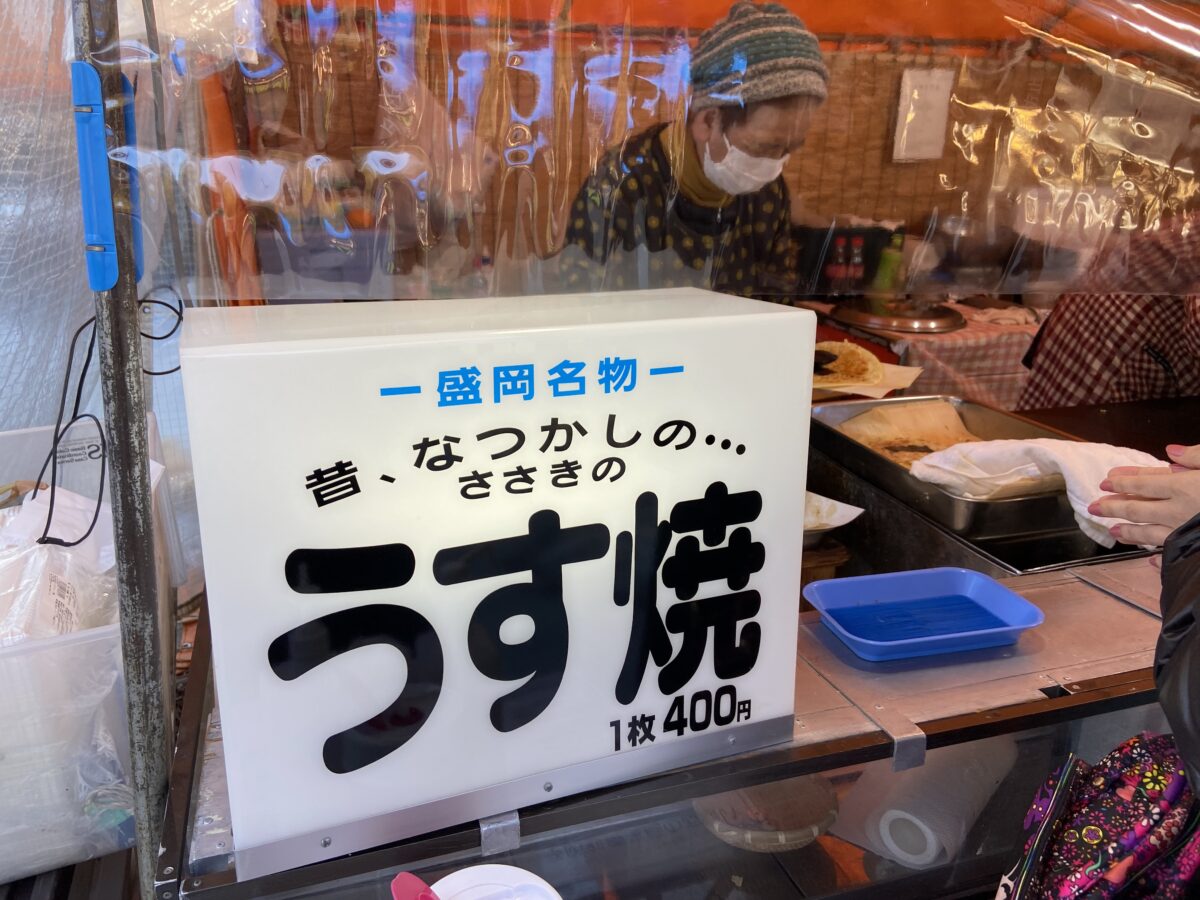 ー盛岡名物ー
昔、なつかしの…
ささきの
うす焼
1枚400円